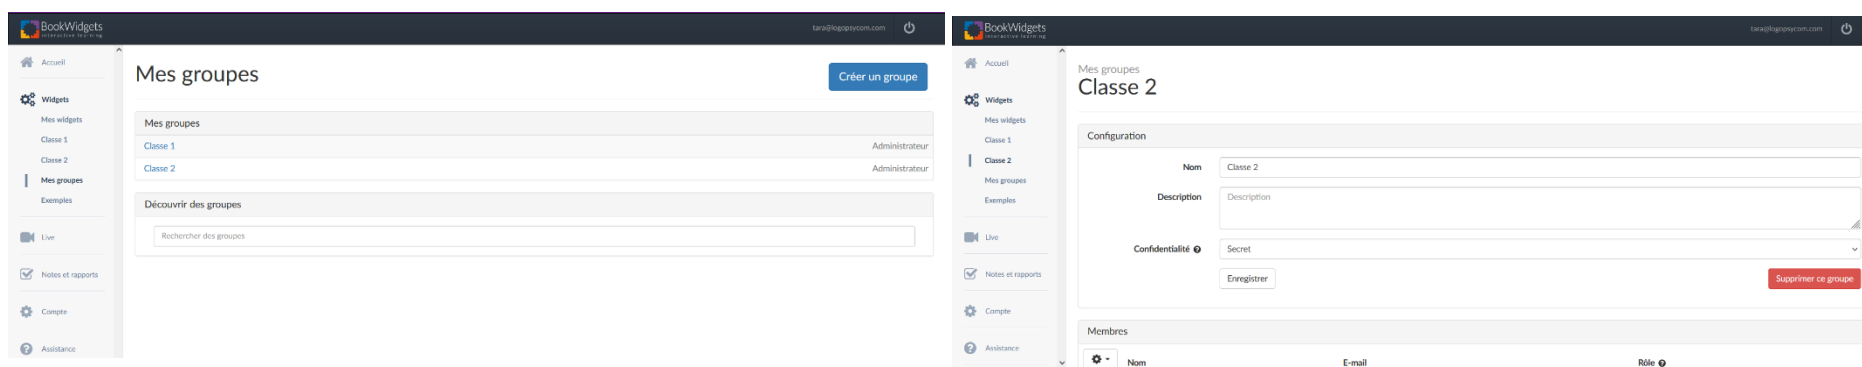 BookWidgets
interactive learning
tara@logopsycom.com
Accueil
Widgets
Mes widgets
Classe 1
Classe 2
Mes groupes
Exemples
Live
Notes et rapports
Compte
Assistance
Mes groupes
Créer un groupe
Mes groupes
Classe 1
Administrateur
Classe 2
Administrateur
Découvrir des groupes
Rechercher des groupes
BookWidgets
interactive learning
tara@logopsycom.com
Accueil
Widgets
Mes widgets
Classe 1
Classe 2
Mes groupes
Exemples
Live
Notes et rapports
Compte
Assistance
Mes groupes
Classe 2
Configuration
Nom
Classe 2
Description
Description
Confidentialité
Secret
Enregistrer
Supprimer ce groupe
Membres
Nom
E-mail
Rôle